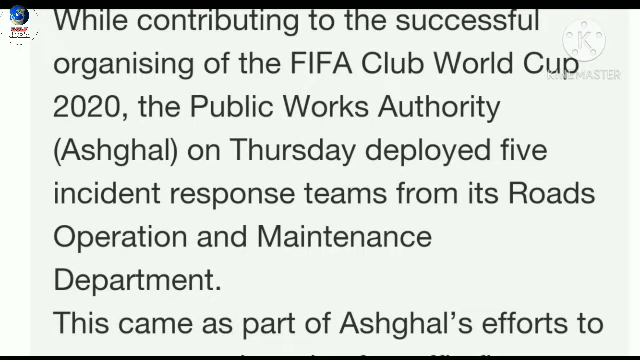 While contributing to the successful
organising of the FIFA Club World Cup
2020, the Public Works Authority
(Ashghal) on Thursday deployed five
incident response teams from its Roads
Operation and Maintenance
Department.
This came as part of Ashghal's efforts to
KINEMASTER